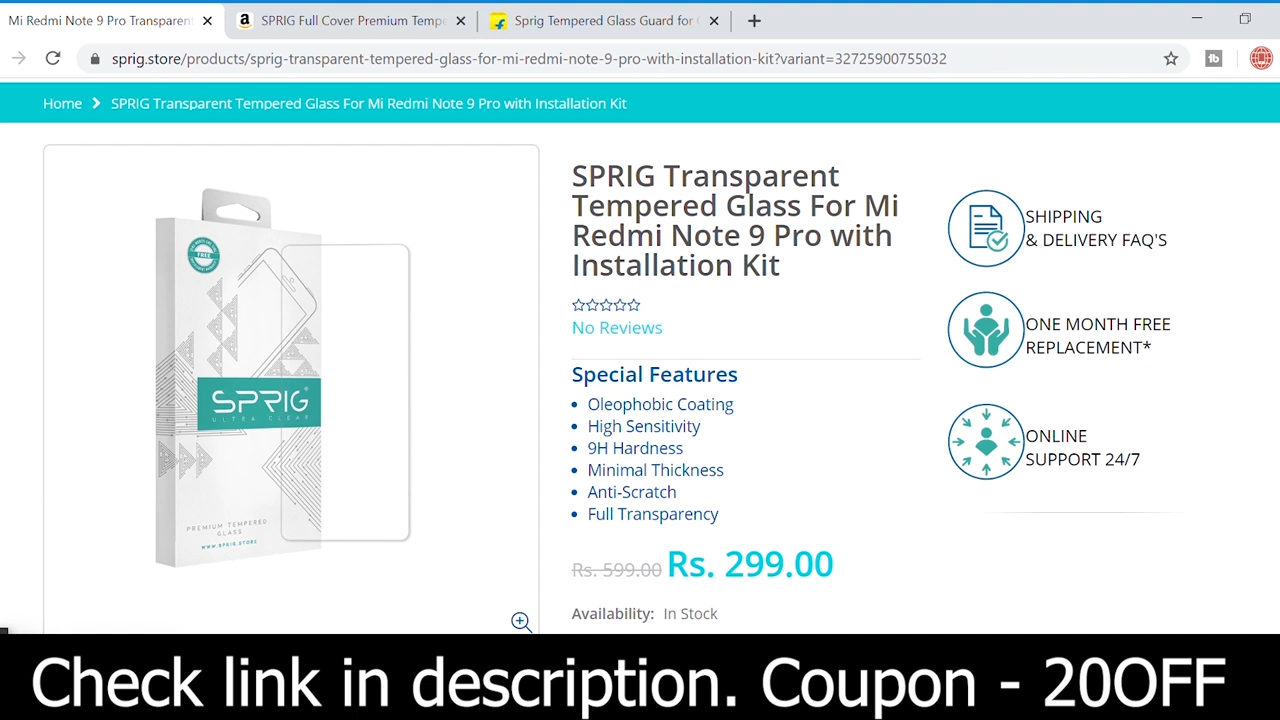 Mi Redmi Note 9 Pro Transparent
SPRIG Full Cover Premium Tempe
Sprig Tempered Glass Guard for
sprig.store/products/sprig-transparent-tempered-glass-for-mi-redmi-note-9-pro-with-installation-kit?variant=32725900755032
Home > SPRIG Transparent Tempered Glass For Mi Redmi Note 9 Pro with Installation Kit
FREE
SPRIG
ULTRA CLEAR
PREMIUM TEMPERED
GLASS
WWW.SPRIG.STORE
SPRIG Transparent
Tempered Glass For Mi
Redmi Note 9 Pro with
Installation Kit
No Reviews
Special Features
Oleophobic Coating
High Sensitivity
9H Hardness
Minimal Thickness
Anti-Scratch
Full Transparency
Rs. 599.00 Rs. 299.00
Availability: In Stock
SHIPPING
& DELIVERY FAQ'S
ONE MONTH FREE
REPLACEMENT*
ONLINE
SUPPORT 24/7
Check link in description. Coupon - 20OFF